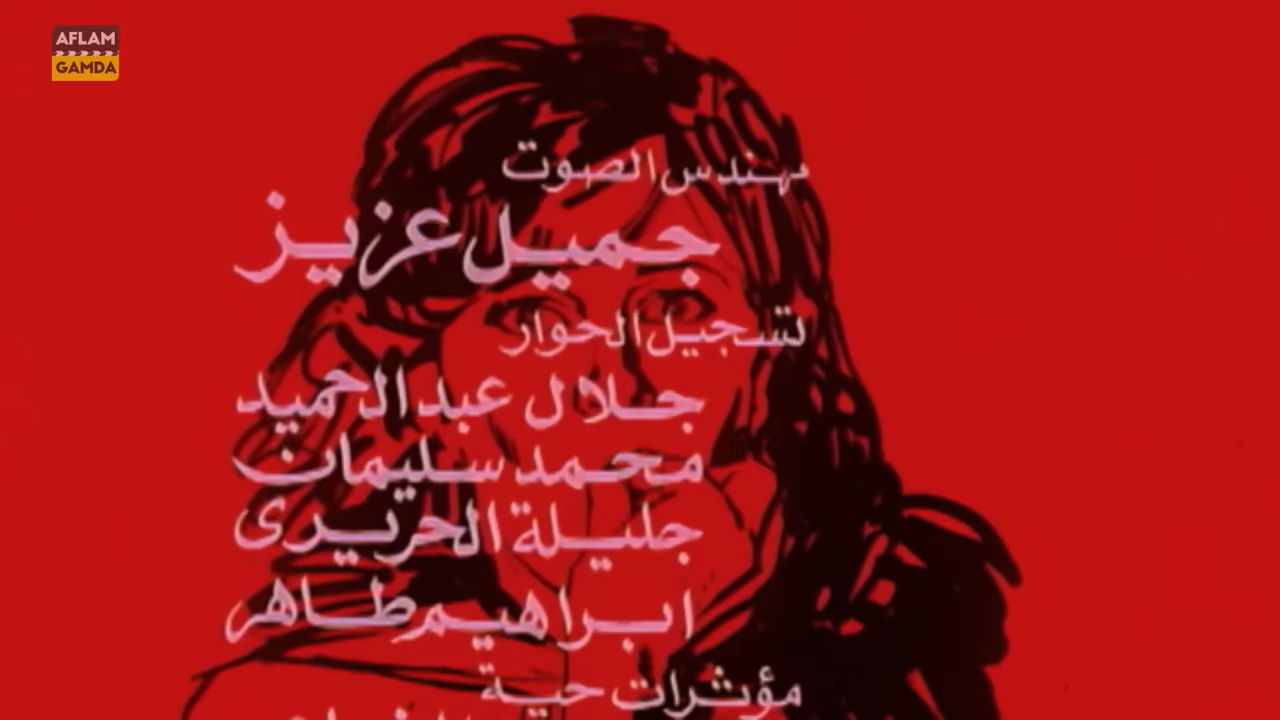 AFLAM
GAMDA
مهندس الصوت
جميل عزيز
تسجيل الحوار
جلال عبد الحميد
محمد سليمان
جليلة الحريرى
ابراهيم طاهر
مؤثرات حية